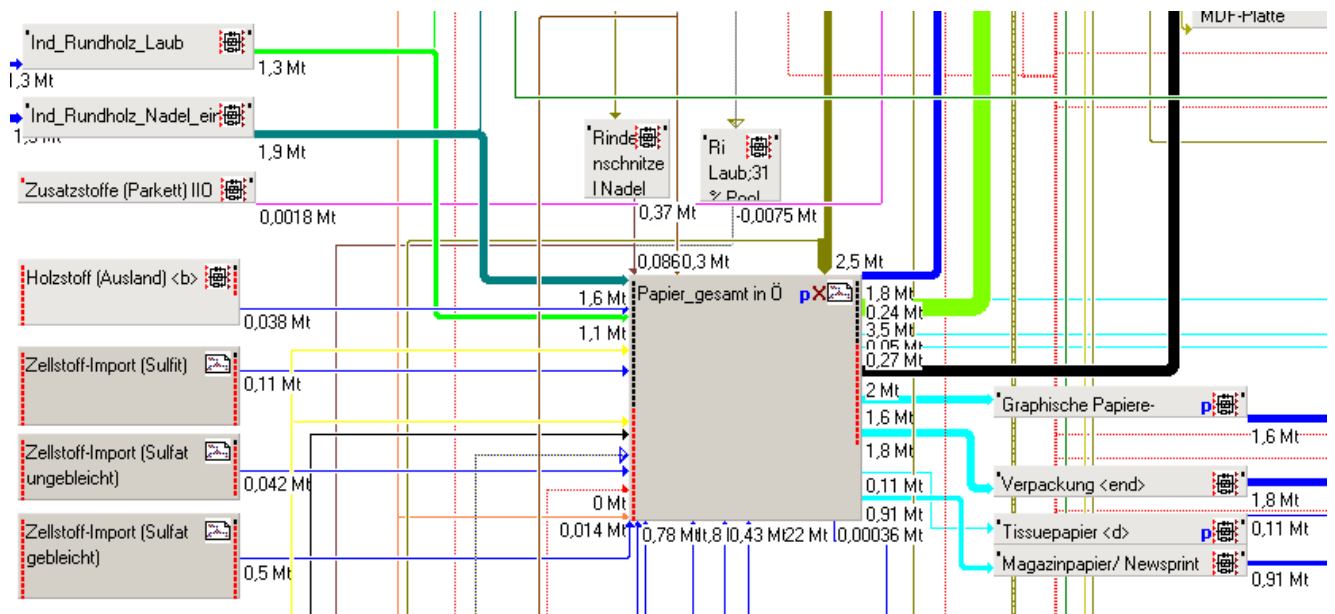 MDF-Platte
Ind_Rundholz_Laub
1,3 Mt
1,3 Mt
Ind_Rundholz_Nadel_ein
1,9 Mt
Rinde
nschnitze
l Nadel
Ri
Laub;31
% Pool
Zusatzstoffe (Parkett) IIO
0,0018 Mt
0,37 Mt
-0,0075 Mt
Holzstoff (Ausland) <b>
0,038 Mt
0,086
0,3 Mt
2,5 Mt
1,6 Mt
1,1 Mt
Papier_gesamt in Ö
p
1,8 Mt
0,24 Mt
3,5 Mt
0,05 Mt
0,27 Mt
2 Mt
1,6 Mt
1,8 Mt
0,11 Mt
0,91 Mt
Zellstoff-Import (Sulfit)
0,11 Mt
Zellstoff-Import (Sulfat
ungebleicht)
0,042 Mt
Zellstoff-Import (Sulfat
gebleicht)
0,5 Mt
0 Mt
0,014 Mt
0,78 Mt
0,43 Mt
22 Mt
0,00036 Mt
Graphische Papiere-
p
1,6 Mt
Verpackung <end>
1,8 Mt
Tissuepapier <d>
p
0,11 Mt
Magazinpapier/ Newsprint
0,91 Mt